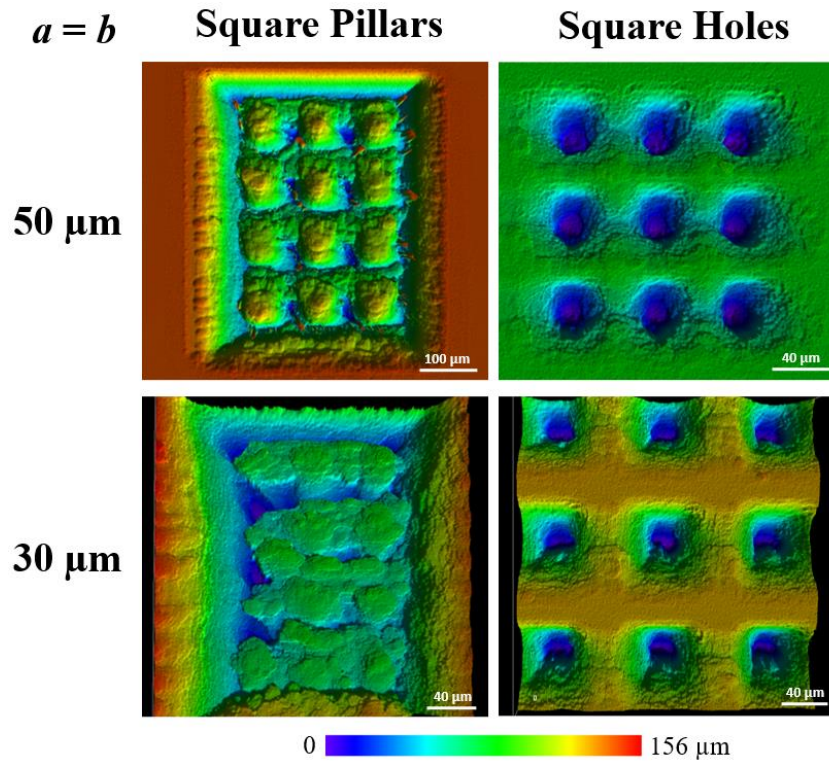 a = b
Square Pillars
Square Holes
50 μm
100 μm
40 μm
30 μm
40 μm
40 μm
0
156 μm